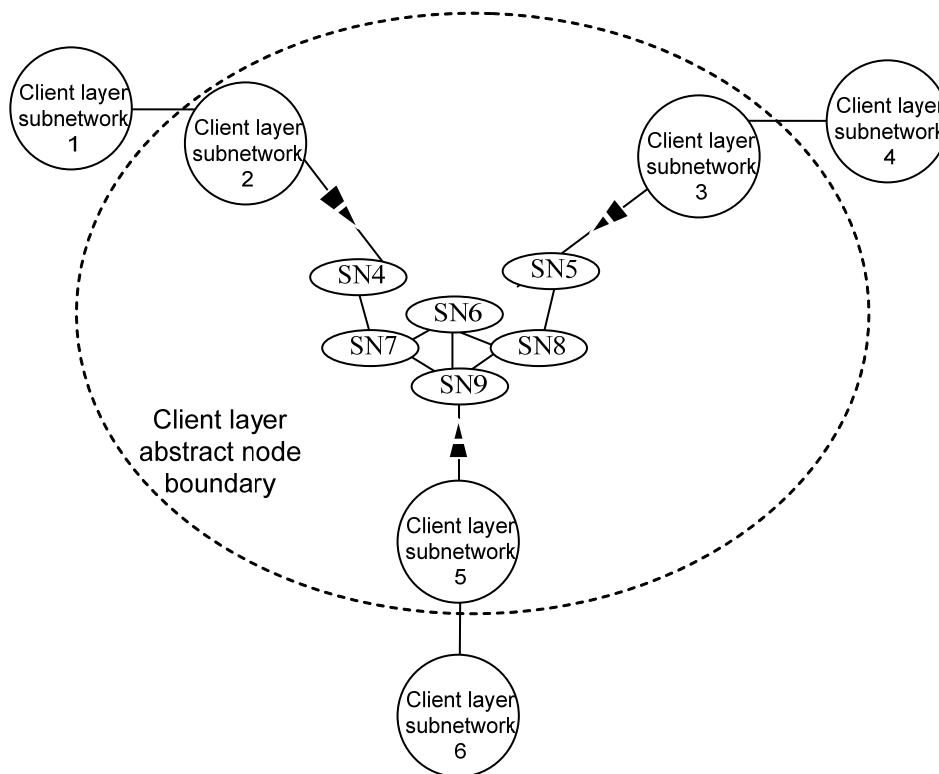 Client layer
subnetwork
1
Client layer
subnetwork
2
Client layer
subnetwork
3
Client layer
subnetwork
4
SN4
SN5
SN6
SN7
SN8
SN9
Client layer
abstract node
boundary
Client layer
subnetwork
5
Client layer
subnetwork
6